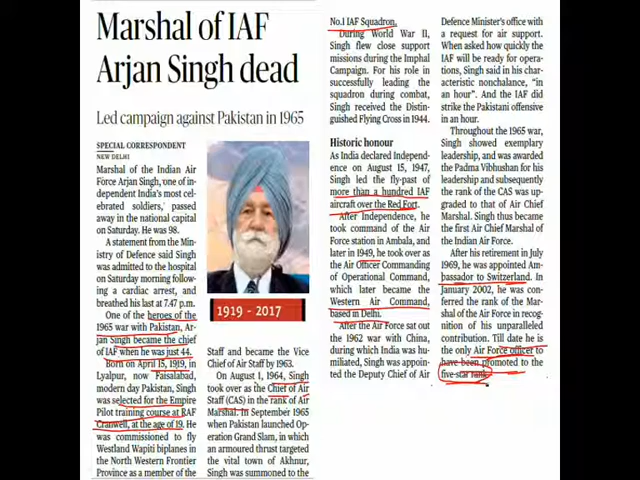 Marshal of IAF
Arjan Singh dead
Led campaign against Pakistan in 1965
SPECIAL CORRESPONDENT
NEW DELHI
Marshal of the Indian Air
Force Arjan Singh, one of in-
dependent India's most cel-
ebrated soldiers, passed
away in the national capital
on Saturday. He was 98.
A statement from the Min-
istry of Defence said Singh
was admitted to the hospital
on Saturday morning follow-
ing a cardiac arrest, and
breathed his last at 7.47 p.m.
One of the heroes of the
1965 war with Pakistan, Ar-
jan Singh became the chief
of IAF when he was just 44.
Born on April 15, 1919, in
Lyalpur, now Faisalabad,
modern day Pakistan, Singh
was selected for the Empire
Pilot training course at RAF
Cranwell, at the age of 19. He
was commissioned to fly
Westland Wapiti biplanes in
the North Western Frontier
Province as a member of the
1919 - 2017
Staff and became the Vice
Chief of Air Staff by 1963.
On August 1, 1964, Singh
took over as the Chief of Air
Staff (CAS) in the rank of Air
Marshal. In September 1965
when Pakistan launched Op-
eration Grand Slam, in which
an armoured thrust targeted
the vital town of Akhnur,
Singh was summoned to the
No.1 IAF Squadron.
During World War II,
Singh flew close support
missions during the Imphal
Campaign. For his role in
successfully leading the
squadron during combat,
Singh received the Distin-
guished Flying Cross in 1944.
Historic honour
As India declared Independ-
ence on August 15, 1947,
Singh led the fly-past of
more than a hundred IAF
aircraft over the Red Fort.
After Independence, he
took command of the Air
Force station in Ambala, and
later in 1949, he took over as
the Air Officer Commanding
of Operational Command,
which later became the
Western Air Command,
based in Delhi.
After the Air Force sat out
the 1962 war with China,
during which India was hu-
miliated, Singh was appoin-
ted the Deputy Chief of Air
Defence Minister's office with
a request for air support.
When asked how quickly the
IAF will be ready for opera-
tions, Singh said in his char-
acteristic nonchalance, "in
an hour". And the IAF did
strike the Pakistani offensive
in an hour.
Throughout the 1965 war,
Singh showed exemplary
leadership, and was awarded
the Padma Vibhushan for his
leadership and subsequently
the rank of the CAS was up-
graded to that of Air Chief
Marshal. Singh thus became
the first Air Chief Marshal of
the Indian Air Force.
After his retirement in July
1969, he was appointed Am-
bassador to Switzerland. In
January 2002, he was con-
ferred the rank of the Mar-
shal of the Air Force in recog-
nition of his unparalleled
contribution. Till date he is
the only Air Force officer to
have been promoted to the
five-star rank.